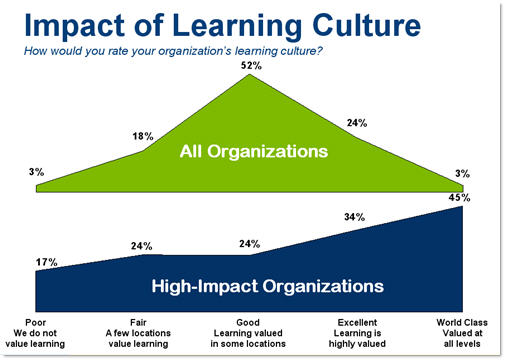 Impact of Learning Culture
How would you rate your organization's learning culture?
52%
18%
24%
3%
3%
All Organizations
45%
34%
24%
24%
17%
High-Impact Organizations
Poor
We do not
value learning
Fair
A few locations
value learning
Good
Learning valued
in some locations
Excellent
Learning is
highly valued
World Class
Valued at
all levels